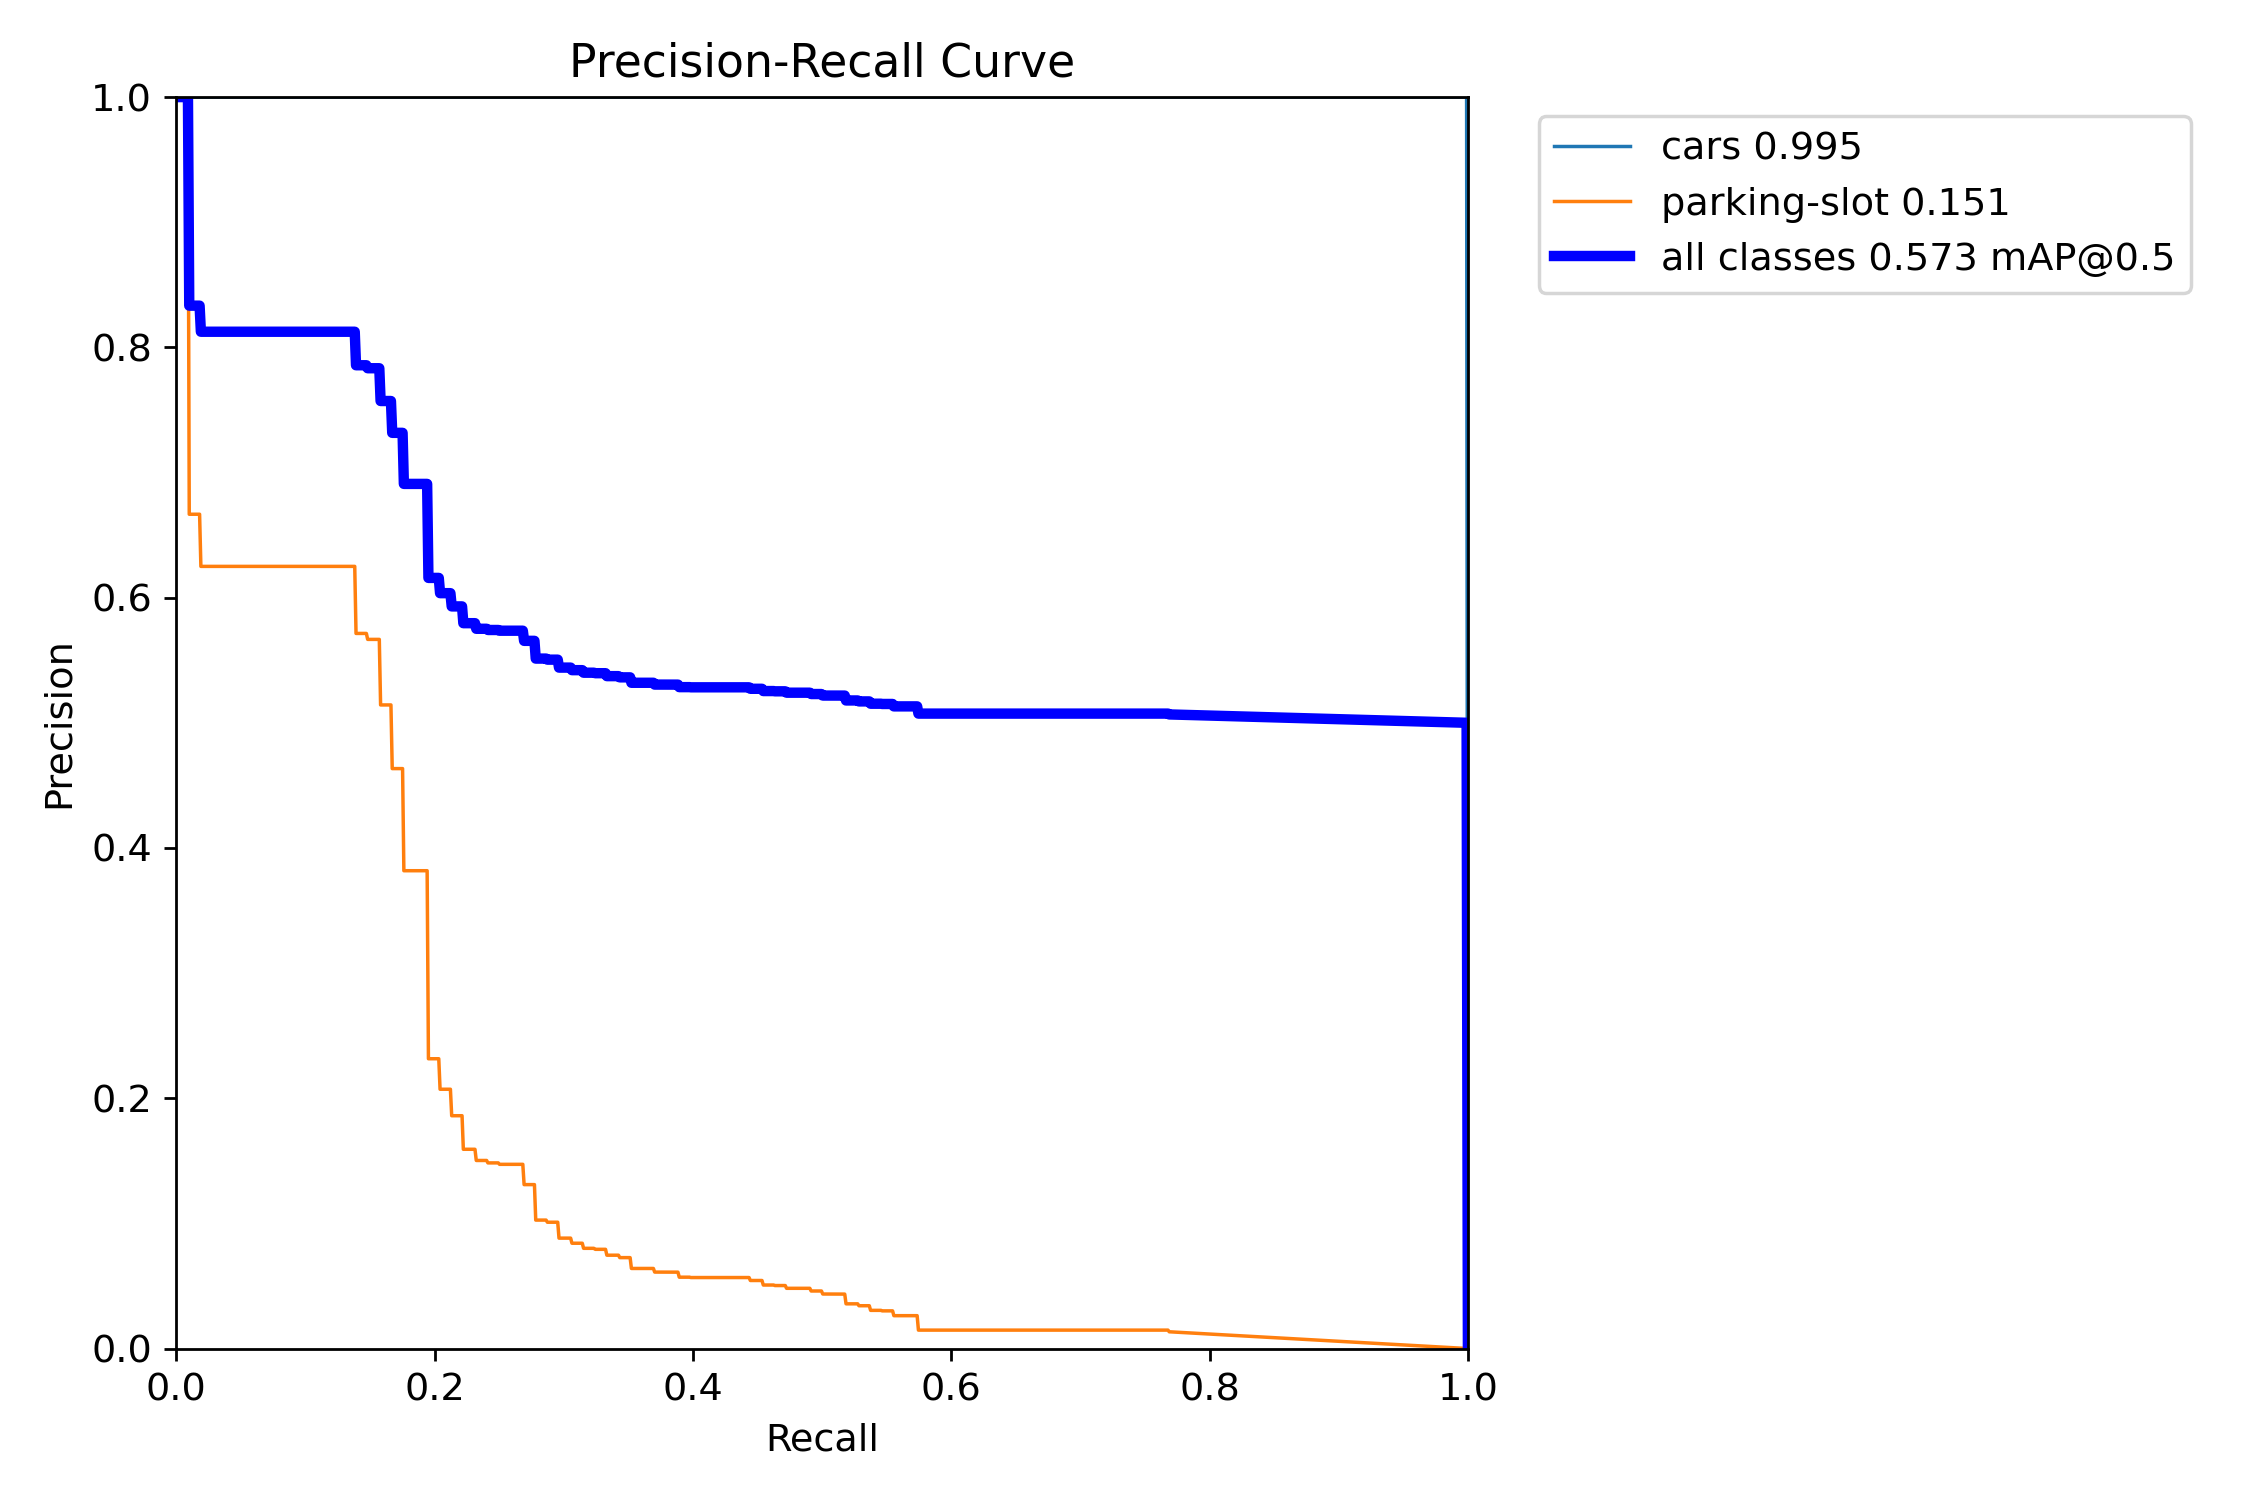 Precision-Recall Curve
1.0
0.8
0.6
0.4
0.2
0.0
Precision
0.0 0.2 0.4 0.6 0.8 1.0
Recall
cars 0.995
parking-slot 0.151
all classes 0.573 mAP@0.5